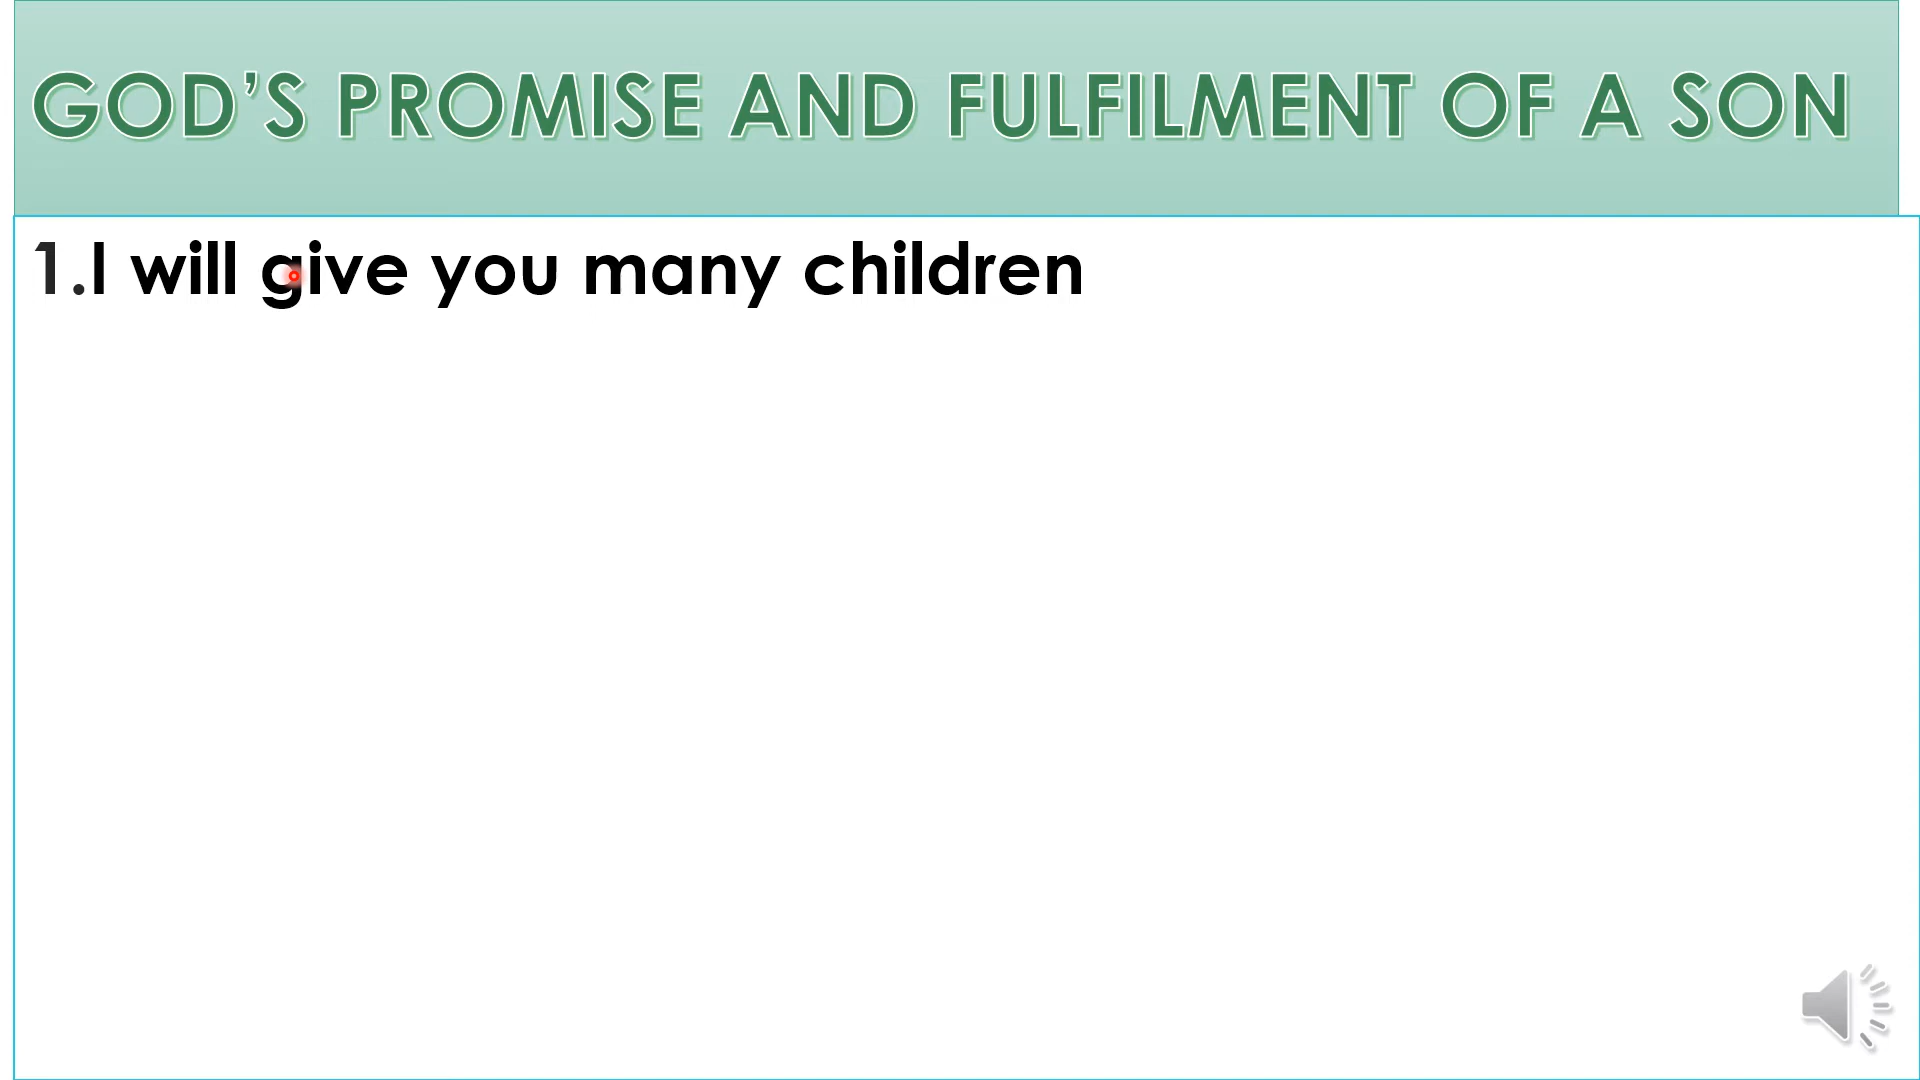 GOD’S PROMISE AND FULFILMENT OF A SON
1.I will give you many children